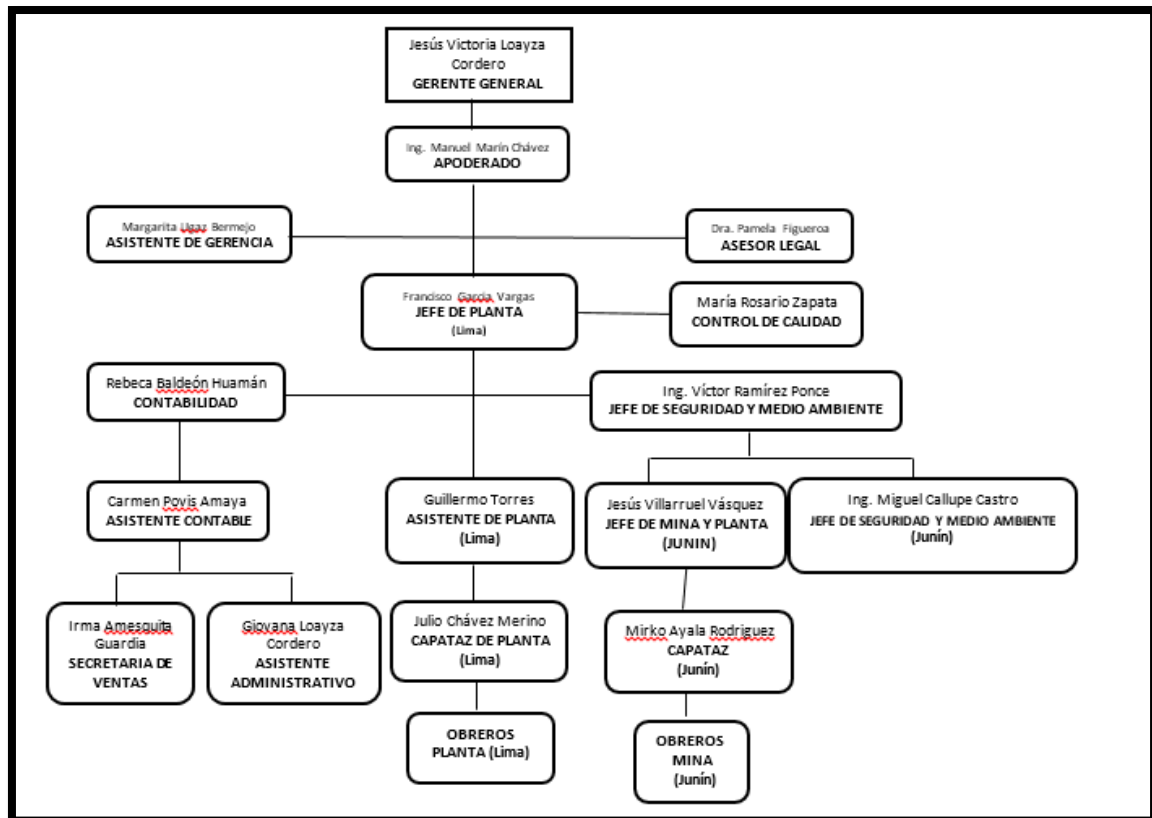 Jesús Victoria Loayza
Cordero
GERENTE GENERAL
Ing. Manuel Marín Chávez
APODERADO
Margarita Ugaz Bermejo
ASISTENTE DE GERENCIA
Dra. Pamela Figueroa
ASESOR LEGAL
Francisco Garcia Vargas
JEFE DE PLANTA
(Lima)
María Rosario Zapata
CONTROL DE CALIDAD
Rebeca Baldeón Huamán
CONTABILIDAD
Ing. Víctor Ramírez Ponce
JEFE DE SEGURIDAD Y MEDIO AMBIENTE
Carmen Povis Amaya
ASISTENTE CONTABLE
Guillermo Torres
ASISTENTE DE PLANTA
(Lima)
Jesús Villarruel Vásquez
JEFE DE MINA Y PLANTA
(JUNIN)
Ing. Miguel Callupe Castro
JEFE DE SEGURIDAD Y MEDIO AMBIENTE
(Junín)
Irma Amesquita
Guardia
SECRETARIA DE
VENTAS
Giovana Loayza
Cordero
ASISTENTE
ADMINISTRATIVO
Julio Chávez Merino
CAPATAZ DE PLANTA
(Lima)
Mirko Ayala Rodriguez
CAPATAZ
(Junín)
OBREROS
PLANTA (Lima)
OBREROS
MINA
(Junín)